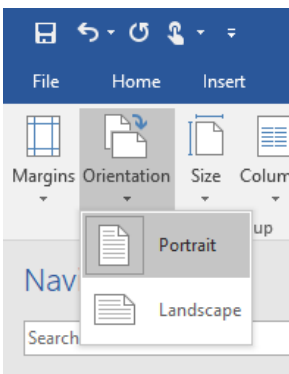 File Home Insert
Margins Orientation Size Colum
up
Portrait
Nav
Landscape
Search